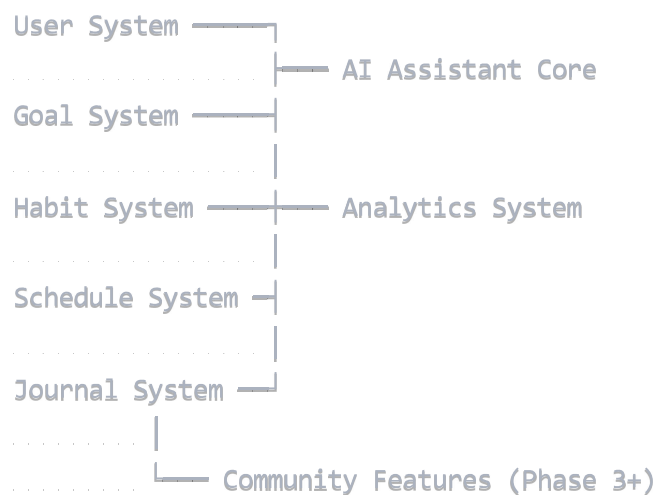 User System
AI Assistant Core
Goal System
Habit System Analytics System
Schedule System
Journal System
Community Features (Phase 3+)